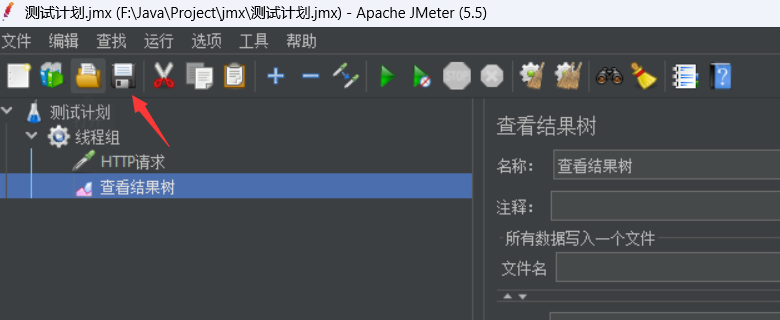 测试计划.jmx (F:\Java\Project\jmx\测试计划.jmx) - Apache JMeter (5.5)
文件 编辑 查找 运行 选项 工具 帮助
STOP
测试计划
线程组
HTTP请求
查看结果树
查看结果树
名称： 查看结果树
注释：
所有数据写入一个文件
文件名